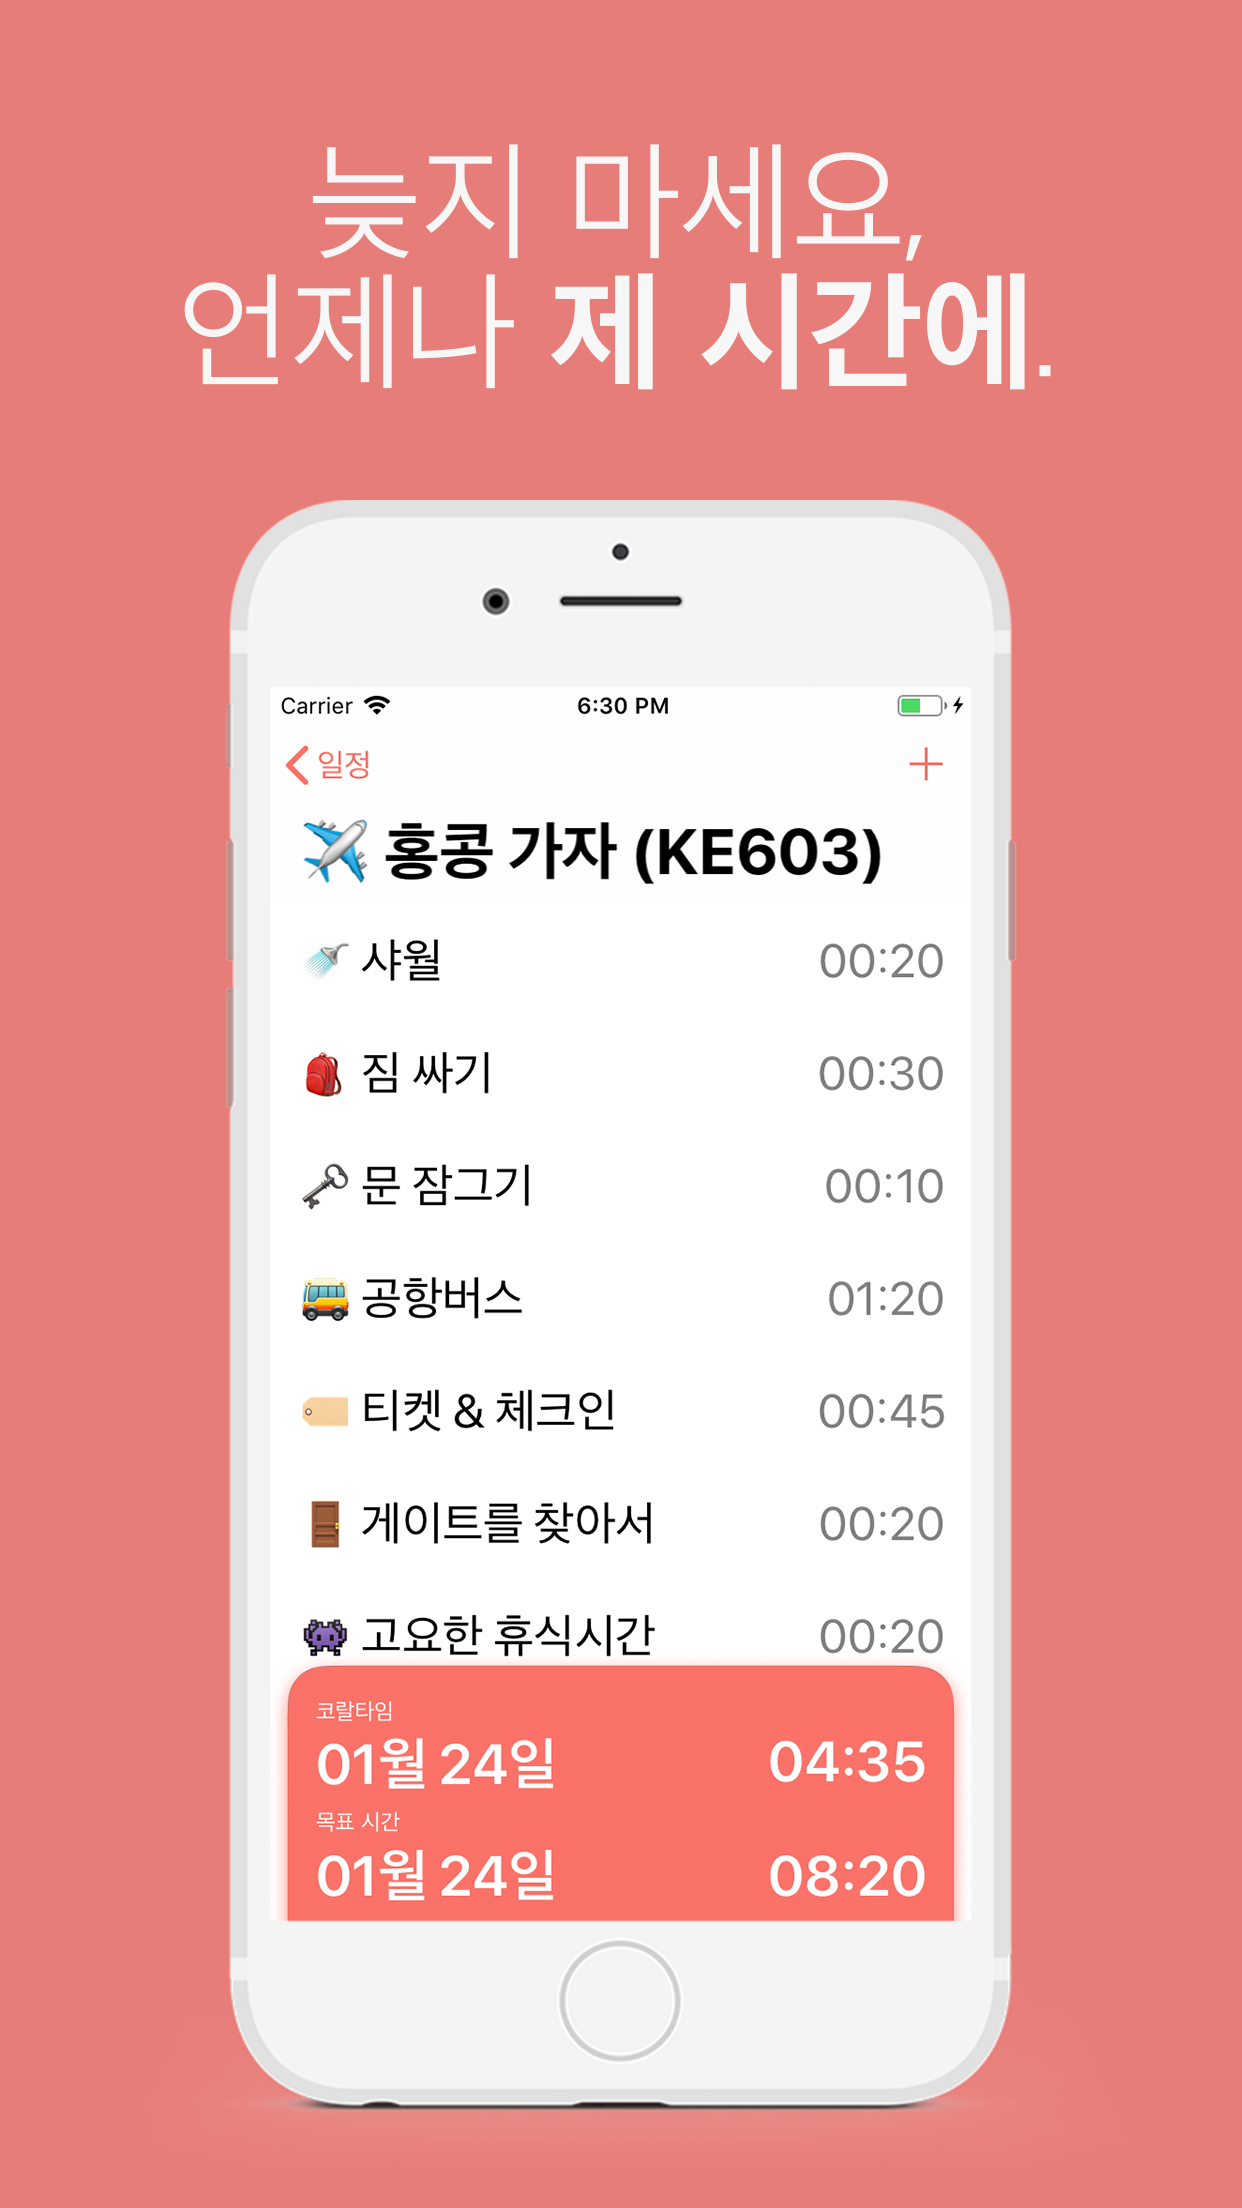 늦지 마세요,
언제나 제 시간에.
Carrier 6:30 PM
일정
홍콩 가자 (KE603)
샤월 00:20
짐 싸기 00:30
문 잠그기 00:10
공항버스 01:20
티켓 & 체크인 00:45
게이트를 찾아서 00:20
고요한 휴식시간 00:20
코랄타임
01월 24일 04:35
목표 시간
01월 24일 08:20